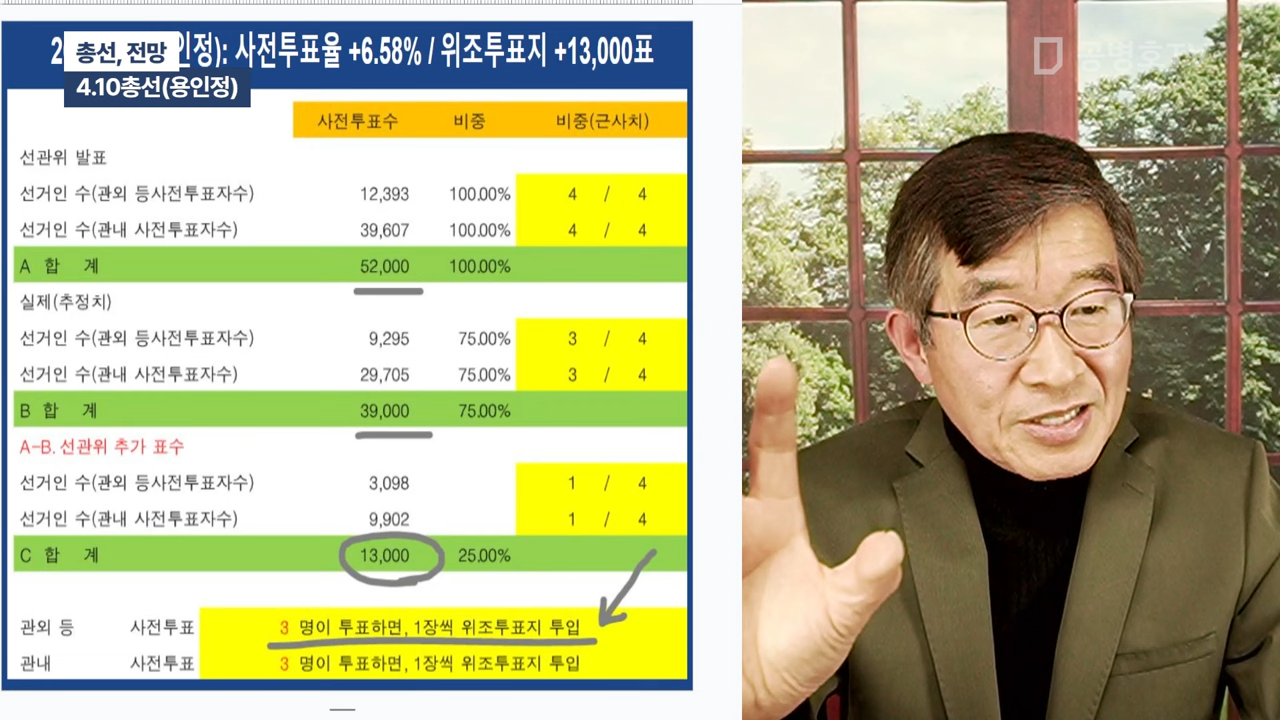 2 인정): 사전투표율 +6.58% / 위조투표지 +13,000표
총선, 전망
4.10총선(용인정)
공병호
사전투표수 비중 비중(근사치)
선관위 발표
선거인 수(관외 등사전투표자수) 12,393 100.00% 4 / 4
선거인 수(관내 사전투표자수) 39,607 100.00% 4 / 4
A 합 계 52,000 100.00%
실제(추정치)
선거인 수(관외 등사전투표자수) 9,295 75.00% 3 / 4
선거인 수(관내 사전투표자수) 29,705 75.00% 3 / 4
B 합 계 39,000 75.00%
A-B. 선관위 추가 표수
선거인 수(관외 등사전투표자수) 3,098 1 / 4
선거인 수(관내 사전투표자수) 9,902 1 / 4
C 합 계 13,000 25.00%
관외 등 사전투표 3 명이 투표하면, 1장씩 위조투표지 투입
관내 사전투표 3 명이 투표하면, 1장씩 위조투표지 투입